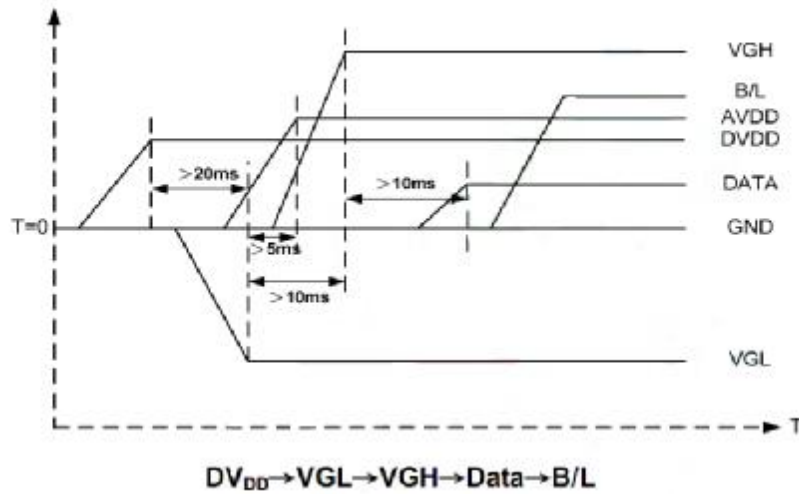 VGH
B/L
AVDD
DVDD
>20ms
>10ms
DATA
T=0
GND
>5ms
>10ms
VGL
T
DVDD→VGL→VGH→Data→B/L